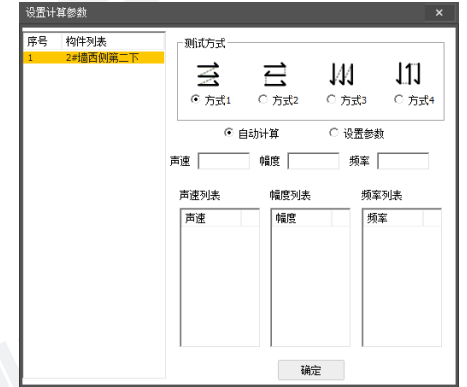 设置计算参数 ×
序号 构件列表
1 2#墙西侧第二下
测试方式
方式1 方式2 方式3 方式4
自动计算 设置参数
声速 幅度 频率
声速列表 幅度列表 频率列表
声速 幅度 频率
确定